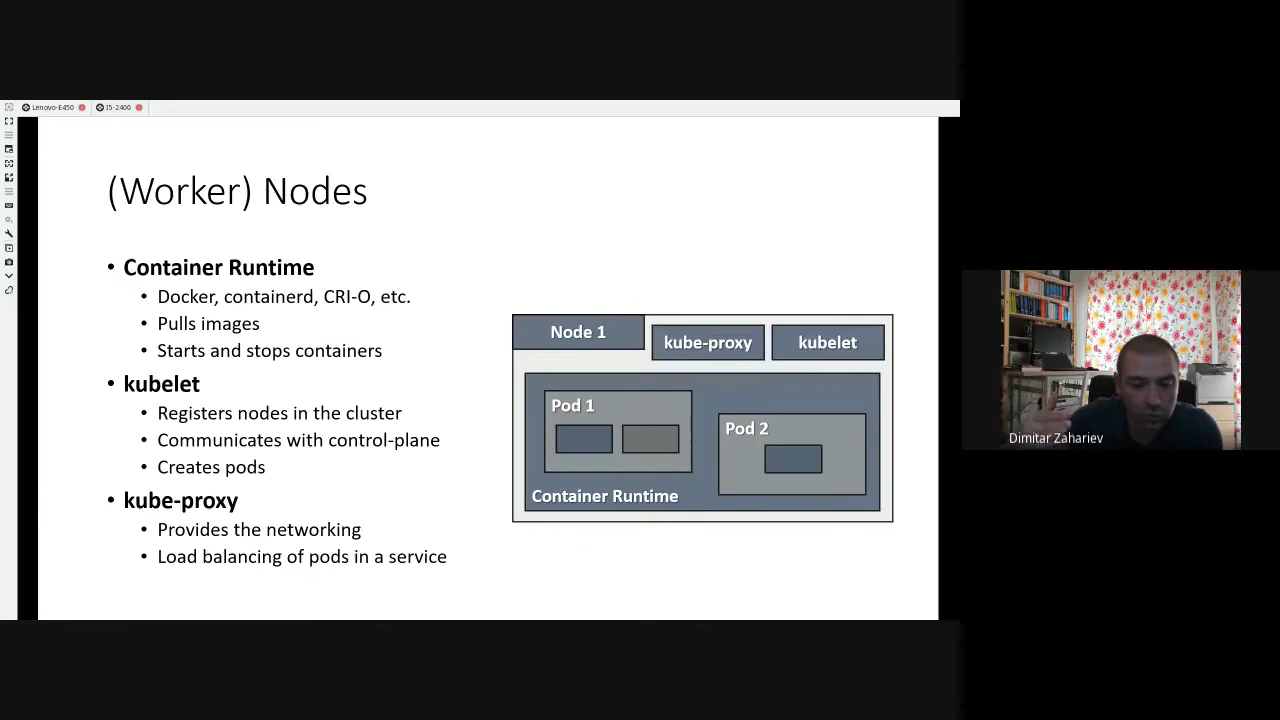 Lenovo-E450
I5-2400
(Worker) Nodes
• Container Runtime
• Docker, containerd, CRI-O, etc.
• Pulls images
• Starts and stops containers
• kubelet
• Registers nodes in the cluster
• Communicates with control-plane
• Creates pods
• kube-proxy
• Provides the networking
• Load balancing of pods in a service
Node 1
kube-proxy
kubelet
Pod 1
Pod 2
Container Runtime
Dimitar Zahariev